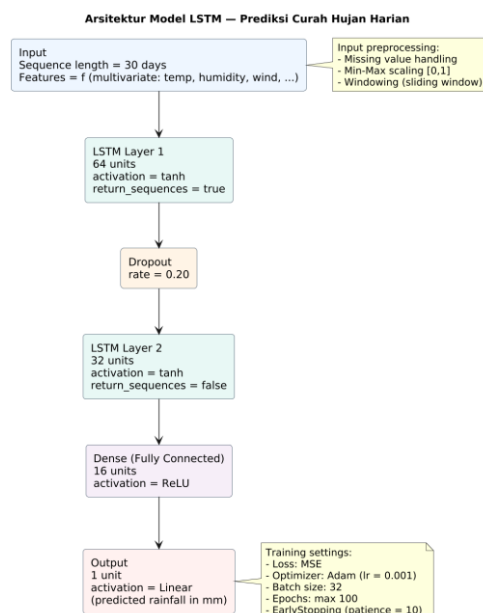 Arsitektur Model LSTM — Prediksi Curah Hujan Harian
Input
Sequence length = 30 days
Features = f (multivariate: temp, humidity, wind, ...)
Input preprocessing:
- Missing value handling
- Min-Max scaling [0,1]
- Windowing (sliding window)
LSTM Layer 1
64 units
activation = tanh
return_sequences = true
Dropout
rate = 0.20
LSTM Layer 2
32 units
activation = tanh
return_sequences = false
Dense (Fully Connected)
16 units
activation = ReLU
Output
1 unit
activation = Linear
(predicted rainfall in mm)
Training settings:
- Loss: MSE
- Optimizer: Adam (lr = 0.001)
- Batch size: 32
- Epochs: max 100
- EarlyStopping (patience = 10)